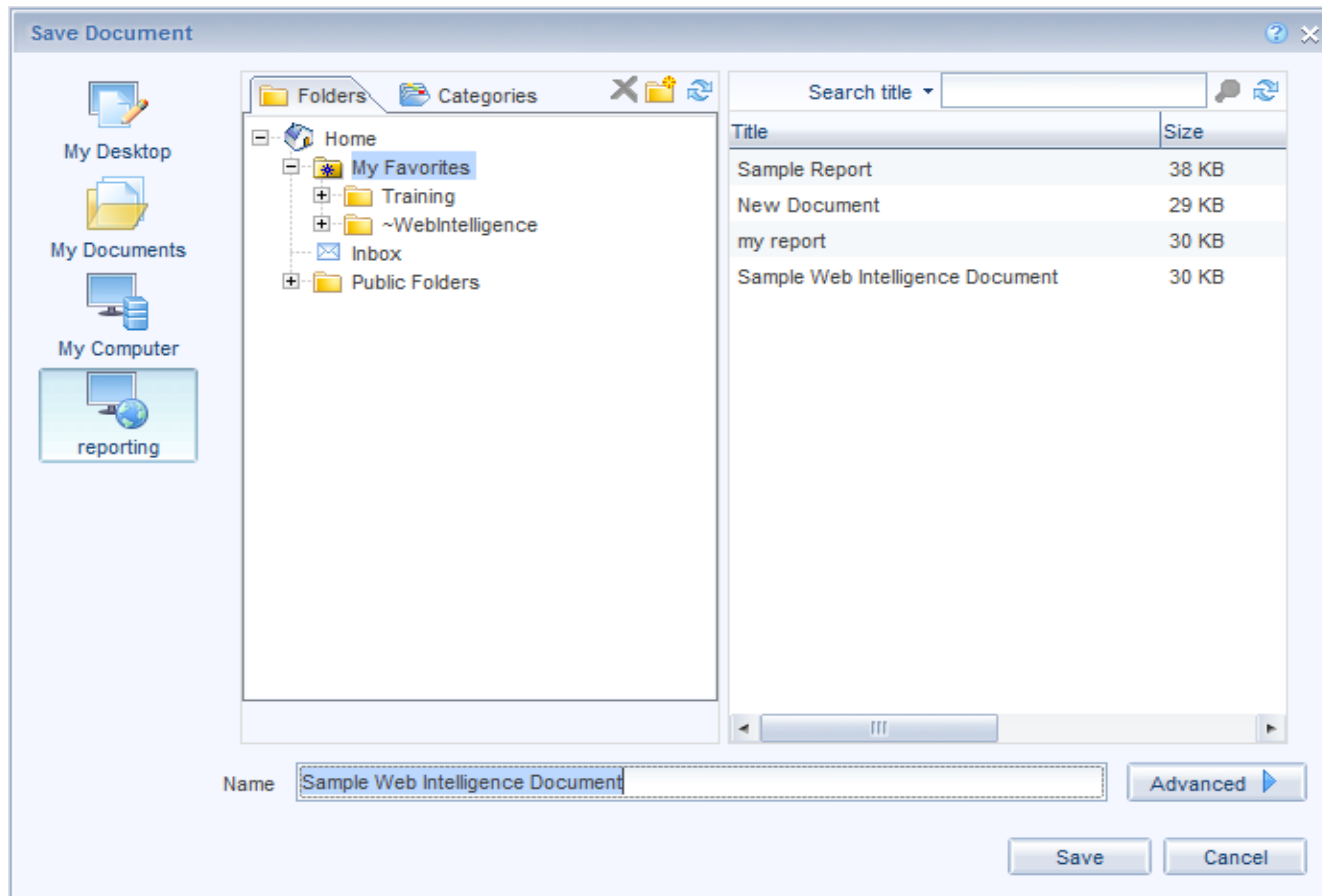 Save Document
My Desktop
My Documents
My Computer
reporting
Folders
Categories
Home
My Favorites
Training
~WebIntelligence
Inbox
Public Folders
Search title
Title Size
Sample Report 38 KB
New Document 29 KB
my report 30 KB
Sample Web Intelligence Document 30 KB
Name Sample Web Intelligence Document
Advanced
Save Cancel